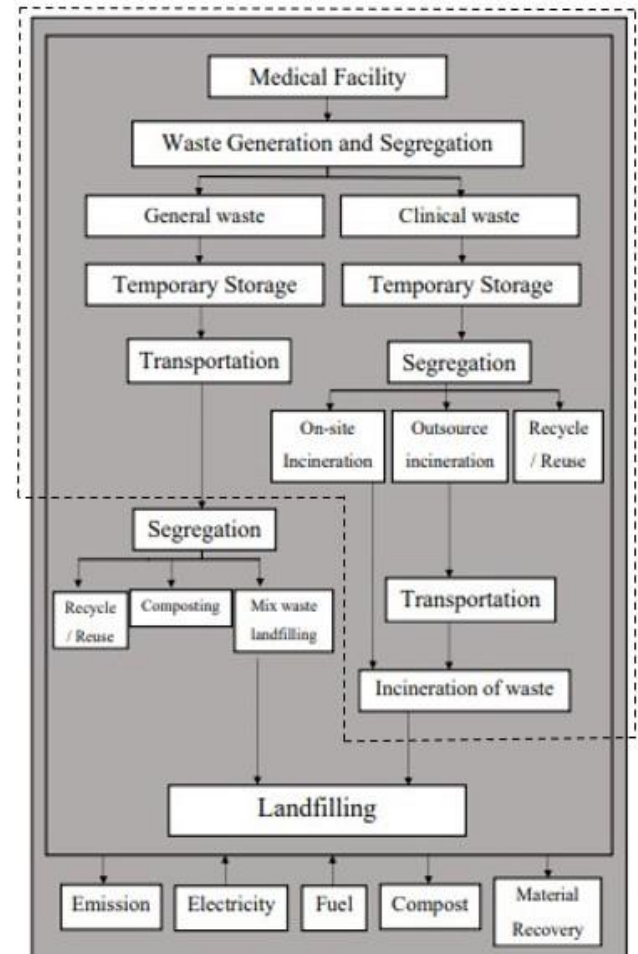 Medical Facility
Waste Generation and Segregation
General waste
Clinical waste
Temporary Storage
Temporary Storage
Transportation
Segregation
On-site
Incineration
Outsource
incineration
Recycle
/ Reuse
Segregation
Recycle
/ Reuse
Composting
Mix waste
landfilling
Transportation
Incineration of waste
Landfilling
Emission
Electricity
Fuel
Compost
Material
Recovery